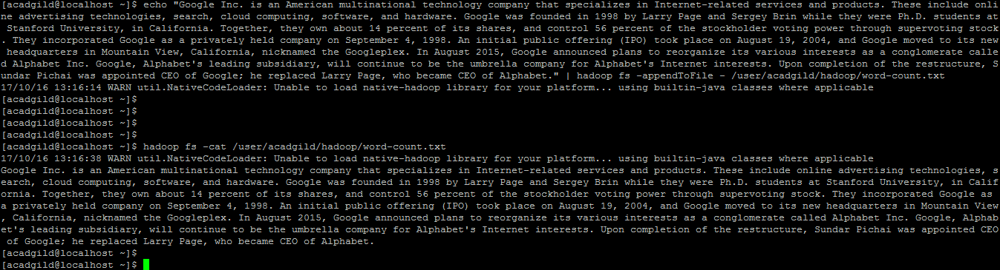 [acadgild@localhost ~]$ echo "Google Inc. is an American multinational technology company that specializes in Internet-related services and products. These include onli
ne advertising technologies, search, cloud computing, software, and hardware. Google was founded in 1998 by Larry Page and Sergey Brin while they were Ph.D. students at
 Stanford University, in California. Together, they own about 14 percent of its shares, and control 56 percent of the stockholder voting power through supervoting stock
. They incorporated Google as a privately held company on September 4, 1998. An initial public offering (IPO) took place on August 19, 2004, and Google moved to its new
 headquarters in Mountain View, California, nicknamed the Googleplex. In August 2015, Google announced plans to reorganize its various interests as a conglomerate calle
d Alphabet Inc. Google, Alphabet's leading subsidiary, will continue to be the umbrella company for Alphabet's Internet interests. Upon completion of the restructure, S
undar Pichai was appointed CEO of Google; he replaced Larry Page, who became CEO of Alphabet." | hadoop fs -appendToFile - /user/acadgild/hadoop/word-count.txt
17/10/16 13:16:14 WARN util.NativeCodeLoader: Unable to load native-hadoop library for your platform... using builtin-java classes where applicable
[acadgild@localhost ~]$
[acadgild@localhost ~]$
[acadgild@localhost ~]$
[acadgild@localhost ~]$
[acadgild@localhost ~]$ hadoop fs -cat /user/acadgild/hadoop/word-count.txt
17/10/16 13:16:38 WARN util.NativeCodeLoader: Unable to load native-hadoop library for your platform... using builtin-java classes where applicable
Google Inc. is an American multinational technology company that specializes in Internet-related services and products. These include online advertising technologies, s
earch, cloud computing, software, and hardware. Google was founded in 1998 by Larry Page and Sergey Brin while they were Ph.D. students at Stanford University, in Calif
ornia. Together, they own about 14 percent of its shares, and control 56 percent of the stockholder voting power through supervoting stock. They incorporated Google as
a privately held company on September 4, 1998. An initial public offering (IPO) took place on August 19, 2004, and Google moved to its new headquarters in Mountain View
, California, nicknamed the Googleplex. In August 2015, Google announced plans to reorganize its various interests as a conglomerate called Alphabet Inc. Google, Alphab
et's leading subsidiary, will continue to be the umbrella company for Alphabet's Internet interests. Upon completion of the restructure, Sundar Pichai was appointed CEO
 of Google; he replaced Larry Page, who became CEO of Alphabet.
[acadgild@localhost ~]$
[acadgild@localhost ~]$